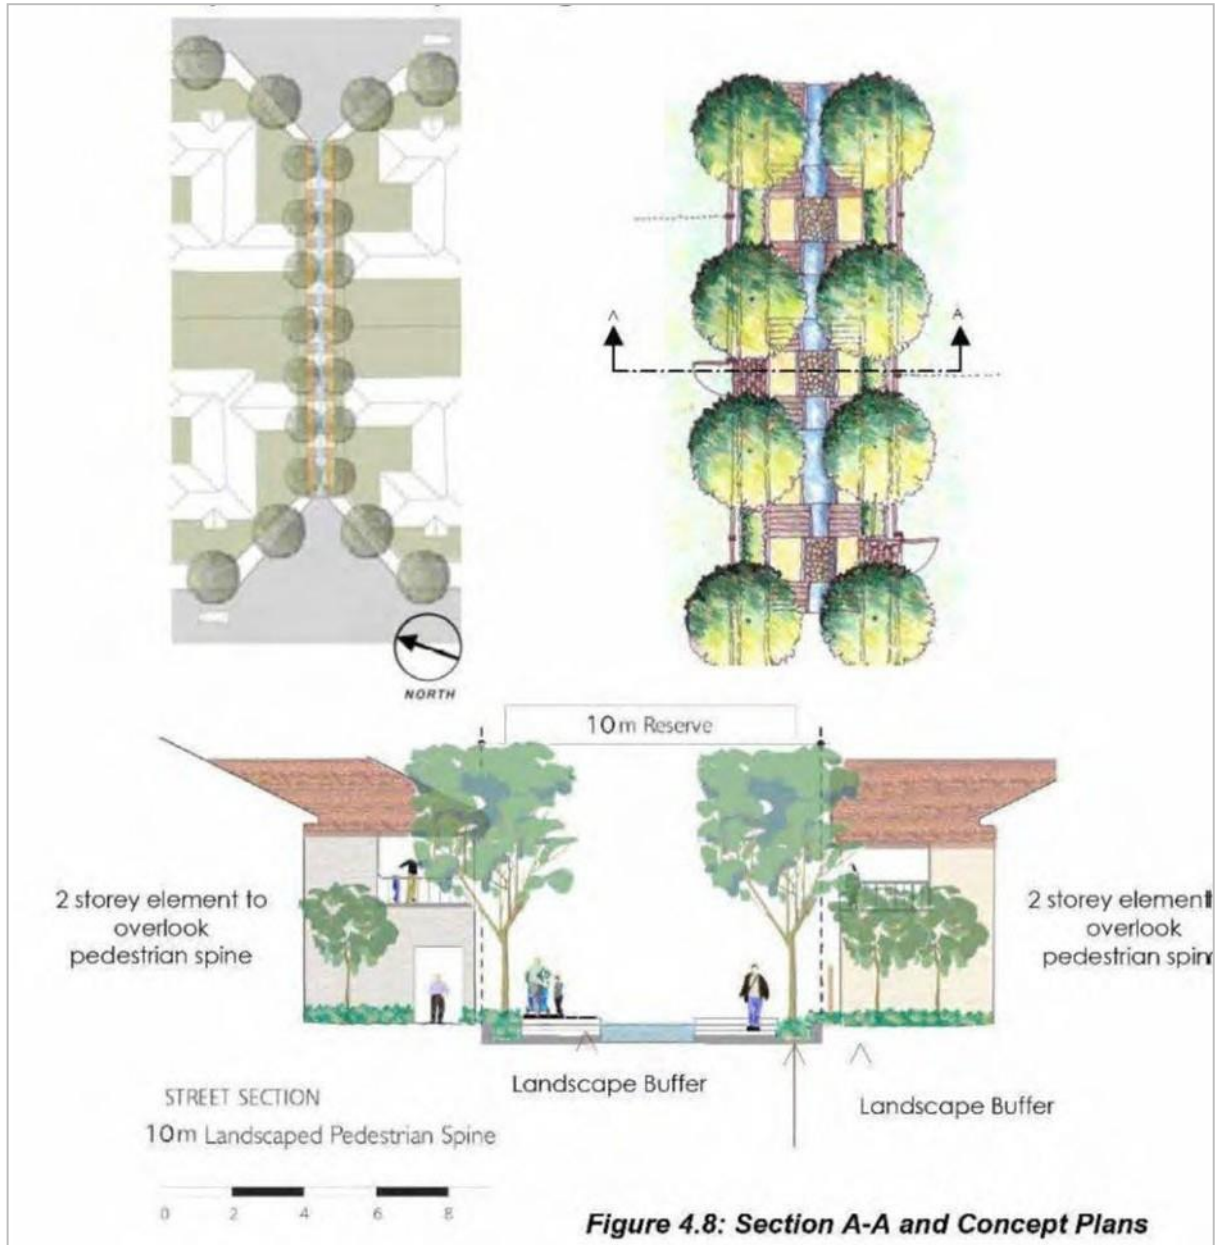 A
A
NORTH
10m Reserve
2 storey element to
overlook
pedestrian spine
2 storey element
overlook
pedestrian spin
Landscape Buffer
Landscape Buffer
STREET SECTION
10m Landscaped Pedestrian Spine
0 2 4 6 8
Figure 4.8: Section A-A and Concept Plans